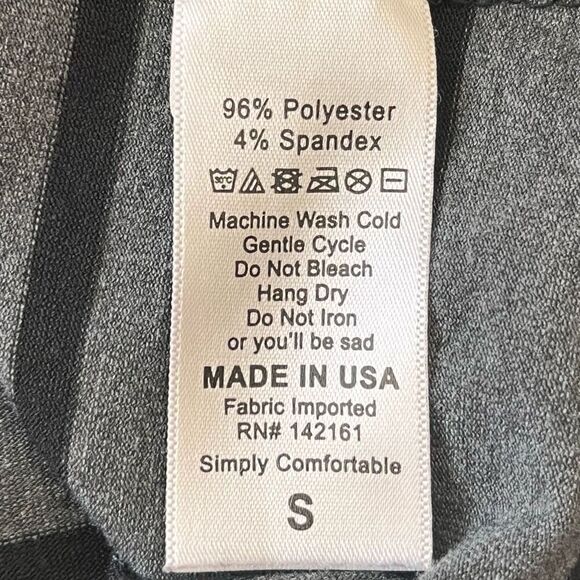 96% Polyester
4% Spandex
30°C
Machine Wash Cold
Gentle Cycle
Do Not Bleach
Hang Dry
Do Not Iron
or you'll be sad
MADE IN USA
Fabric Imported
RN# 142161
Simply Comfortable
S